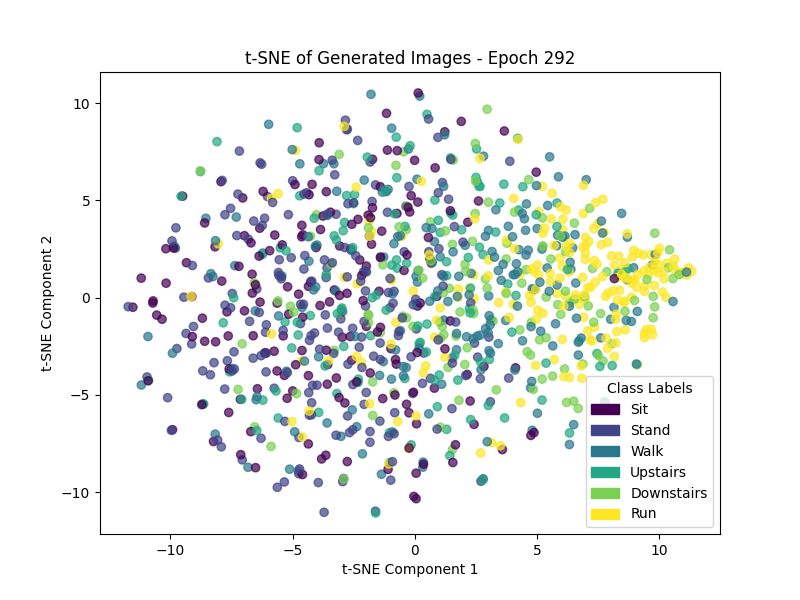 t-SNE of Generated Images - Epoch 292
10
5
0
−5
−10
t-SNE Component 2
−10
−5
0
5
10
t-SNE Component 1
Class Labels
Sit
Stand
Walk
Upstairs
Downstairs
Run